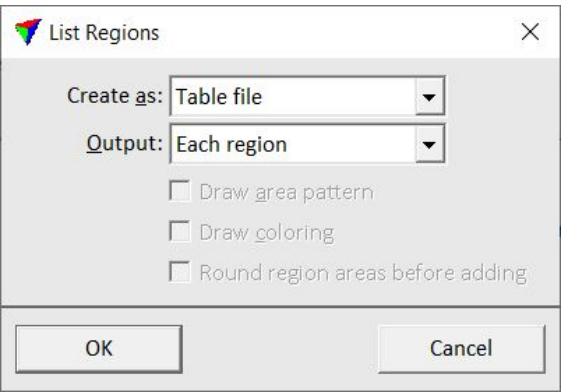 List Regions
Create as: Table file
Output: Each region
Draw area pattern
Draw coloring
Round region areas before adding
OK Cancel